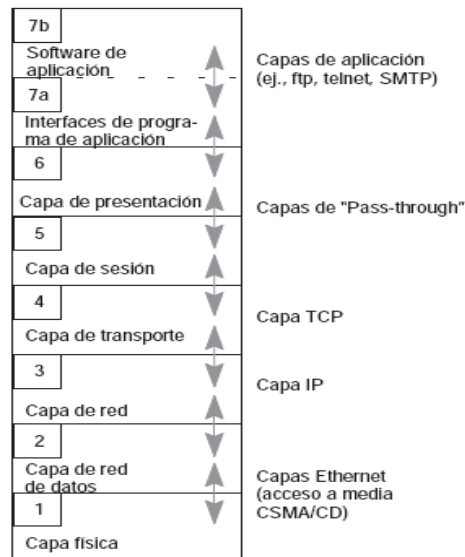 7b
Software de
aplicación
Capas de aplicación
(ej., ftp, telnet, SMTP)
7a
Interfaces de progra-
ma de aplicación
6
Capa de presentación
Capas de "Pass-through"
5
Capa de sesión
4
Capa de transporte
Capa TCP
3
Capa de red
Capa IP
2
Capa de red
de datos
Capas Ethernet
(acceso a media
CSMA/CD)
1
Capa física